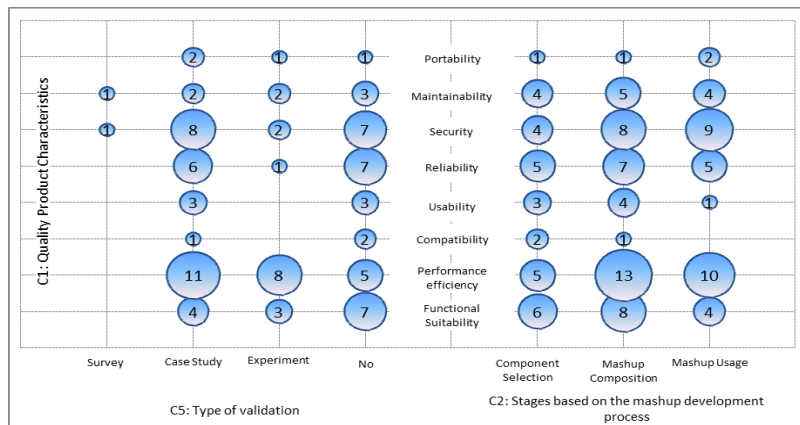 C1: Quality Product Characteristics
2 1 1 Portability 1 1 2
1 2 2 3 Maintainability 4 5 4
1 8 2 7 Security 4 8 9
6 1 7 Reliability 5 7 5
3 3 Usability 3 4 1
1 2 Compatibility 2 1
11 8 5 Performance efficiency 5 13 10
4 3 7 Functional Suitability 6 8 4
Survey Case Study Experiment No Component Selection Mashup Composition Mashup Usage
C5: Type of validation
C2: Stages based on the mashup development
process